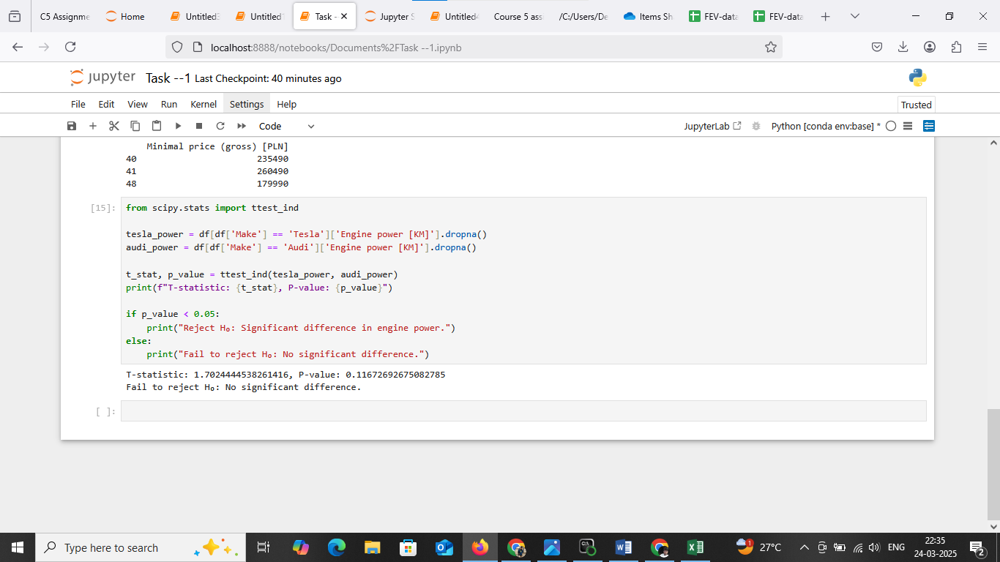 C5 Assignme
Home
Untitled3
Untitled1
Task -
Jupyter S
Untitled4
Course 5 ass
/C:/Users/De
Items Sh
FEV-data
FEV-data
localhost:8888/notebooks/Documents%2FTask --1.ipynb
jupyter Task --1 Last Checkpoint: 40 minutes ago
File Edit View Run Kernel Settings Help
Trusted
Code
JupyterLab
Python [conda env:base] *
Minimal price (gross) [PLN]
40 235490
41 260490
48 179990
[15]: from scipy.stats import ttest_ind
tesla_power = df[df['Make'] == 'Tesla']['Engine power [KM]'].dropna()
audi_power = df[df['Make'] == 'Audi']['Engine power [KM]'].dropna()
t_stat, p_value = ttest_ind(tesla_power, audi_power)
print(f"T-statistic: {t_stat}, P-value: {p_value}")
if p_value < 0.05:
print("Reject H₀: Significant difference in engine power.")
else:
print("Fail to reject H₀: No significant difference.")
T-statistic: 1.7024444538261416, P-value: 0.11672692675082785
Fail to reject H₀: No significant difference.
[ ]:
Type here to search
27°C
ENG
22:35
24-03-2025
2